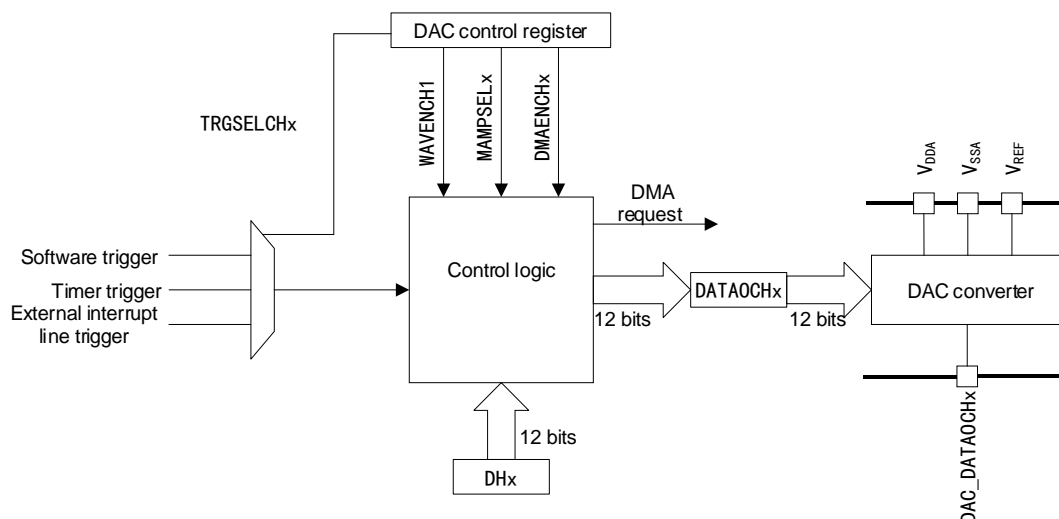 DAC control register
TRGSELCHx
WAVENCH1
MAMPSELx
DMAENCHx
VDDA
VSSA
VREF
DMA
request
Software trigger
Timer trigger
External interrupt
line trigger
Control logic
12 bits
DATAOCHx
12 bits
DAC converter
12 bits
DHx
DAC_DATAOCHx